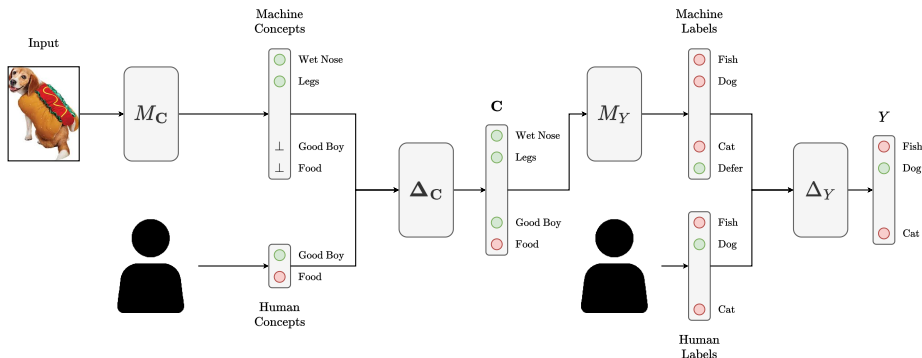 Input
M_C
Machine
Concepts
Wet Nose
Legs
⊥ Good Boy
⊥ Food
Good Boy
Food
Human
Concepts
Δ_C
C
Wet Nose
Legs
Good Boy
Food
M_Y
Machine
Labels
Fish
Dog
Cat
Defer
Fish
Dog
Cat
Human
Labels
Δ_Y
Y
Fish
Dog
Cat